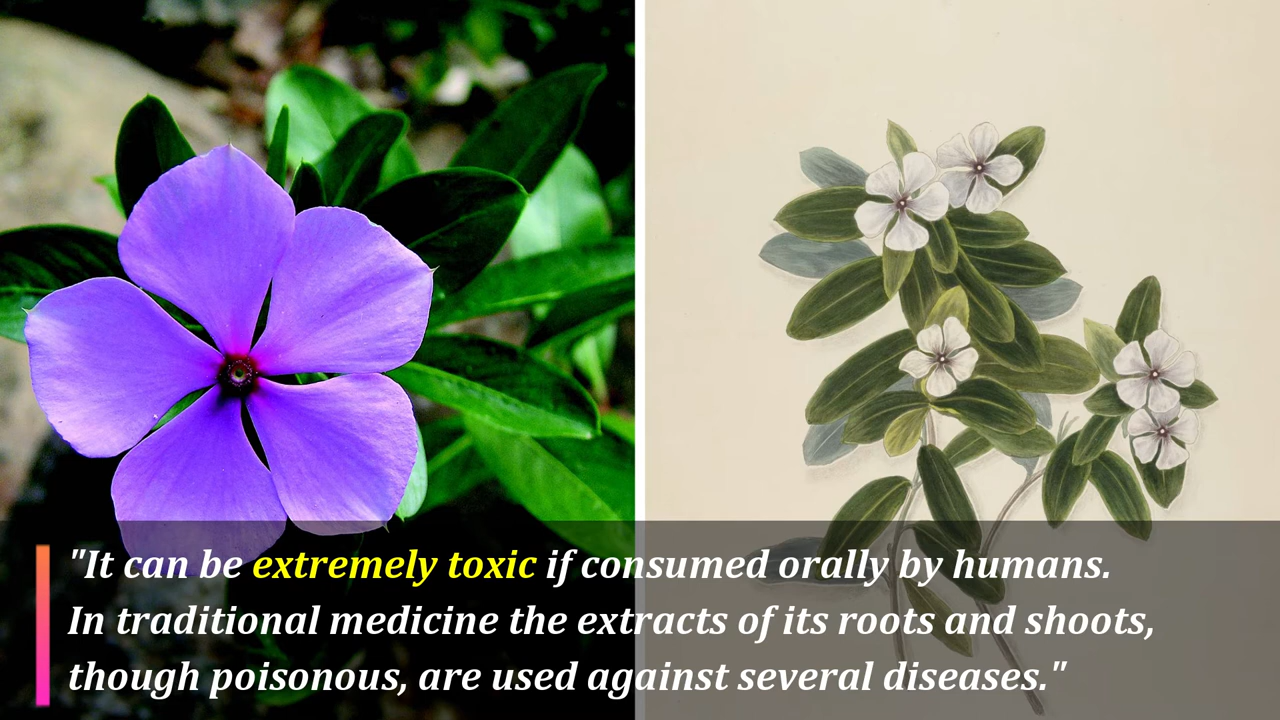 "It can be extremely toxic if consumed orally by humans.
In traditional medicine the extracts of its roots and shoots,
though poisonous, are used against several diseases."